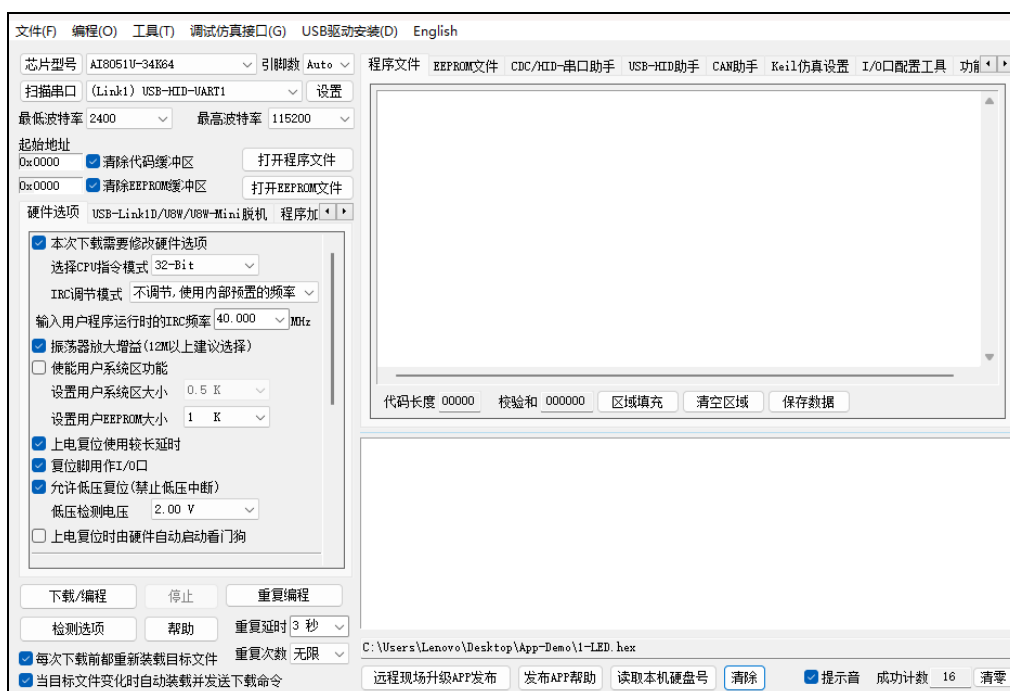 文件(F) 编程(O) 工具(T) 调试仿真接口(G) USB驱动安装(D) English
芯片型号 AI8051U-34K64 引脚数 Auto
扫描串口 (Link1) USB-HID-UART1 设置
最低波特率 2400 最高波特率 115200
起始地址
0x0000 清除代码缓冲区 打开程序文件
0x0000 清除EEPROM缓冲区 打开EEPROM文件
硬件选项 USB-Link1D/U8W/U8W-Mini脱机 程序加
本次下载需要修改硬件选项
选择CPU指令模式 32-Bit
IRC调节模式 不调节,使用内部预置的频率
输入用户程序运行时的IRC频率 40.000 MHz
振荡器放大增益(12M以上建议选择)
使能用户系统区功能
设置用户系统区大小 0.5 K
设置用户EEPROM大小 1 K
上电复位使用较长延时
复位脚用作I/O口
允许低压复位(禁止低压中断)
低压检测电压 2.00 V
上电复位时由硬件自动启动看门狗
下载/编程 停止 重复编程
检测选项 帮助 重复延时 3 秒
每次下载前都重新装载目标文件 重复次数 无限
当目标文件变化时自动装载并发送下载命令
程序文件 EEPROM文件 CDC/HID-串口助手 USB-HID助手 CAN助手 Keil仿真设置 I/O口配置工具 功能
代码长度 00000 校验和 000000 区域填充 清空区域 保存数据
C:\Users\Lenovo\Desktop\App-Demo\1-LED.hex
远程现场升级APP发布 发布APP帮助 读取本机硬盘号 清除 提示音 成功计数 16 清零